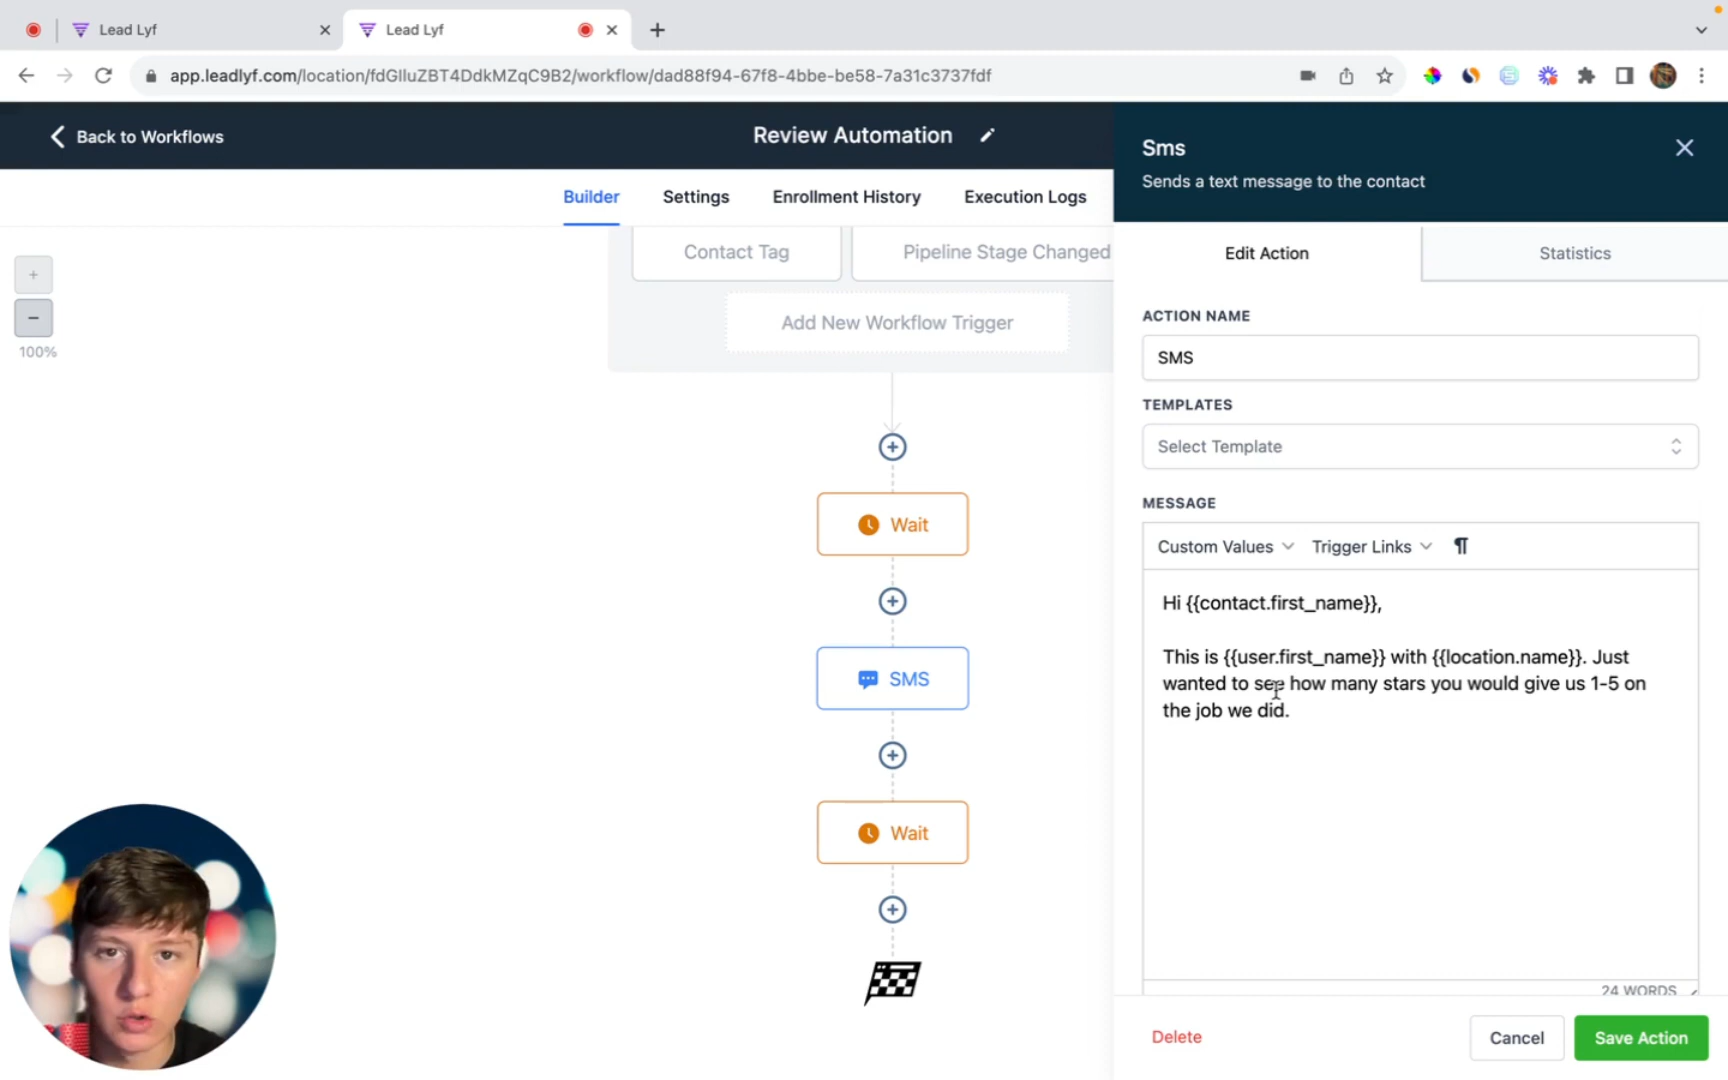 Lead Lyf
Lead Lyf
app.leadlyf.com/location/fdGIluZBT4DdkMZqC9B2/workflow/dad88f94-67f8-4bbe-be58-7a31c3737fdf
Back to Workflows
Review Automation
Builder
Settings
Enrollment History
Execution Logs
Contact Tag
Pipeline Stage Changed
Add New Workflow Trigger
100%
Wait
SMS
Wait
Sms
Sends a text message to the contact
Edit Action
Statistics
ACTION NAME
SMS
TEMPLATES
Select Template
MESSAGE
Custom Values
Trigger Links
Hi {{contact.first_name}},
This is {{user.first_name}} with {{location.name}}. Just
wanted to see how many stars you would give us 1-5 on
the job we did.
24 WORDS
Delete
Cancel
Save Action